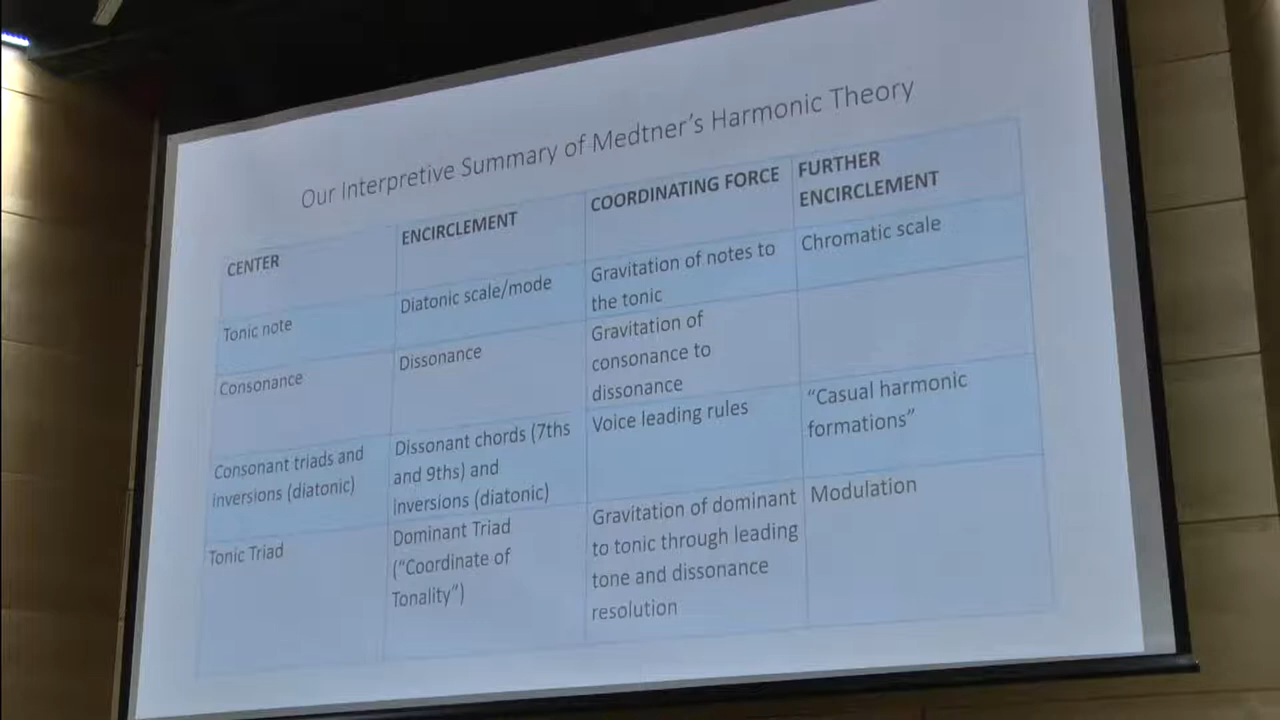 Our Interpretive Summary of Medtner's Harmonic Theory
CENTER
ENCIRCLEMENT
COORDINATING FORCE
FURTHER
ENCIRCLEMENT
Tonic note
Diatonic scale/mode
Gravitation of notes to
the tonic
Chromatic scale
Consonance
Dissonance
Gravitation of
consonance to
dissonance
Consonant triads and
inversions (diatonic)
Dissonant chords (7ths
and 9ths) and
inversions (diatonic)
Voice leading rules
"Casual harmonic
formations"
Tonic Triad
Dominant Triad
("Coordinate of
Tonality")
Gravitation of dominant
to tonic through leading
tone and dissonance
resolution
Modulation